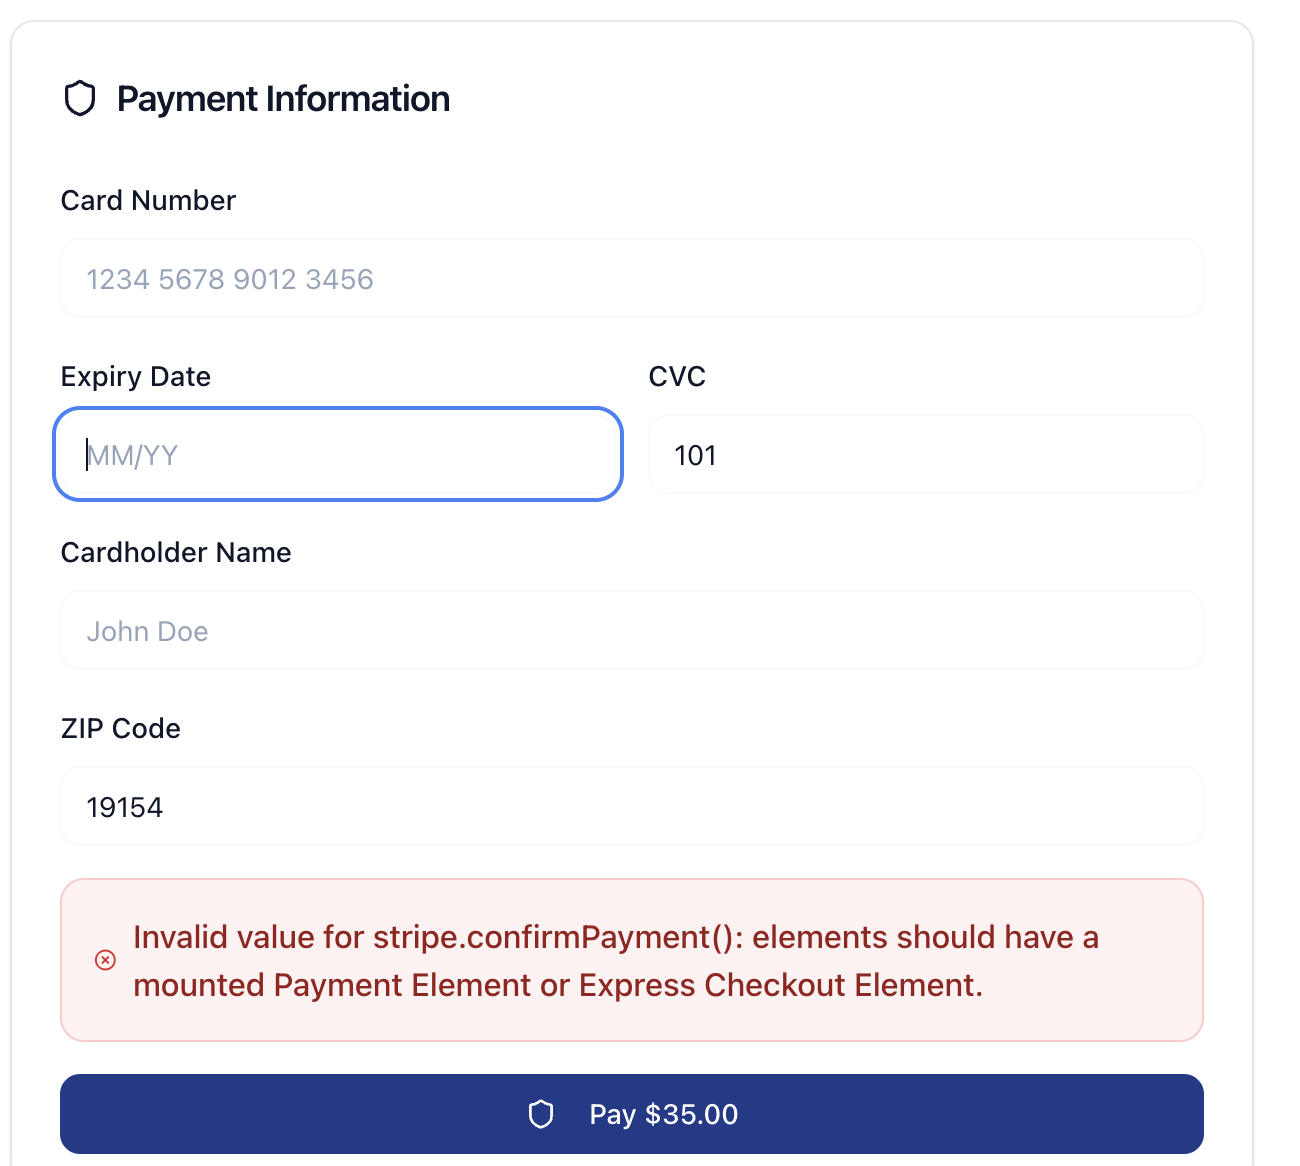 Payment Information
Card Number
1234 5678 9012 3456
Expiry Date
CVC
MM/YY
101
Cardholder Name
John Doe
ZIP Code
19154
Invalid value for stripe.confirmPayment(): elements should have a
mounted Payment Element or Express Checkout Element.
Pay $35.00